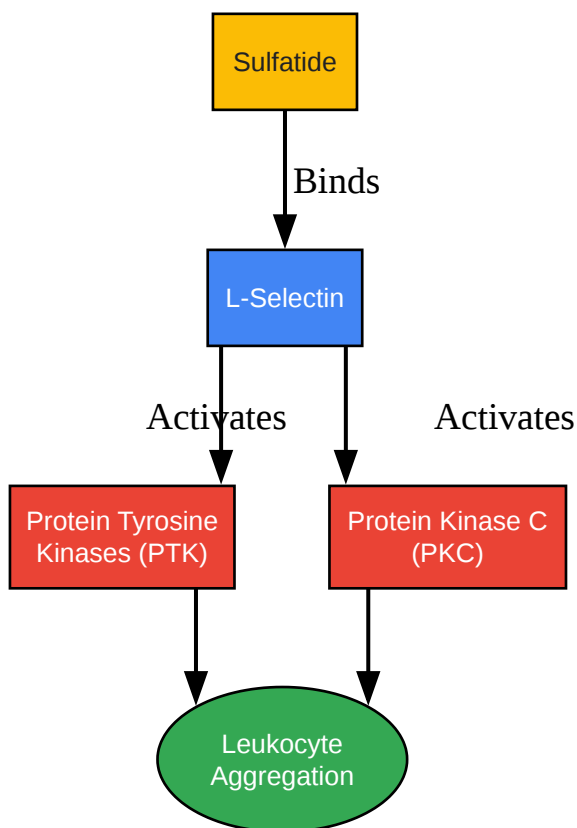 Sulfatide
Binds
L-Selectin
Activates
Activates
Protein Tyrosine
Kinases (PTK)
Protein Kinase C
(PKC)
Leukocyte
Aggregation